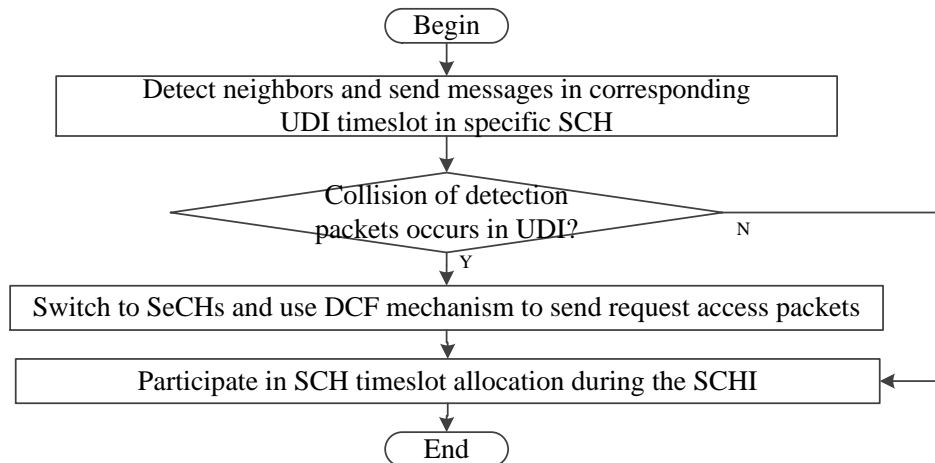 Begin
Detect neighbors and send messages in corresponding
UDI timeslot in specific SCH
Collision of detection
packets occurs in UDI?
N
Y
Switch to SeCHs and use DCF mechanism to send request access packets
Participate in SCH timeslot allocation during the SCHI
End